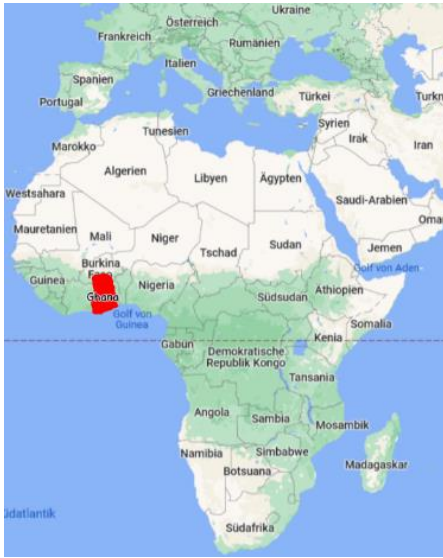 Ukraine
Österreich
Frankreich
Rumänien
Italien
Spanien
Griechenland
Türkei
Portugal
Turkn
Tunesien
Syrien
Marokko
Irak
Iran
Algerien
Libyen
Ägypten
Westsahara
Saudi-Arabien
Oma
Mauretanien
Mali
Niger
Tschad
Sudan
Jemen
Burkina
Faso
Golf von Aden
Guinea
Nigeria
Äthiopien
Ghana
Südsudan
Golf von
Guinea
Somalia
Gabun
Kenia
Demokratische
Republik Kongo
Tansania
Angola
Sambia
Mosambik
Namibia
Simbabwe
Botsuana
Madagaskar
üdatlantik
Südafrika